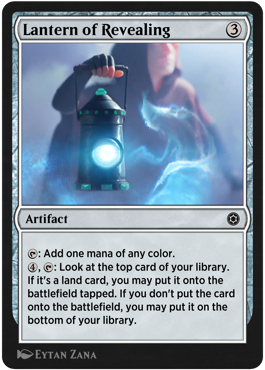 Lantern of Revealing 3
Artifact
: Add one mana of any color.
4, : Look at the top card of your library.
If it's a land card, you may put it onto the
battlefield tapped. If you don't put the card
onto the battlefield, you may put it on the
bottom of your library.
Eytan Zana